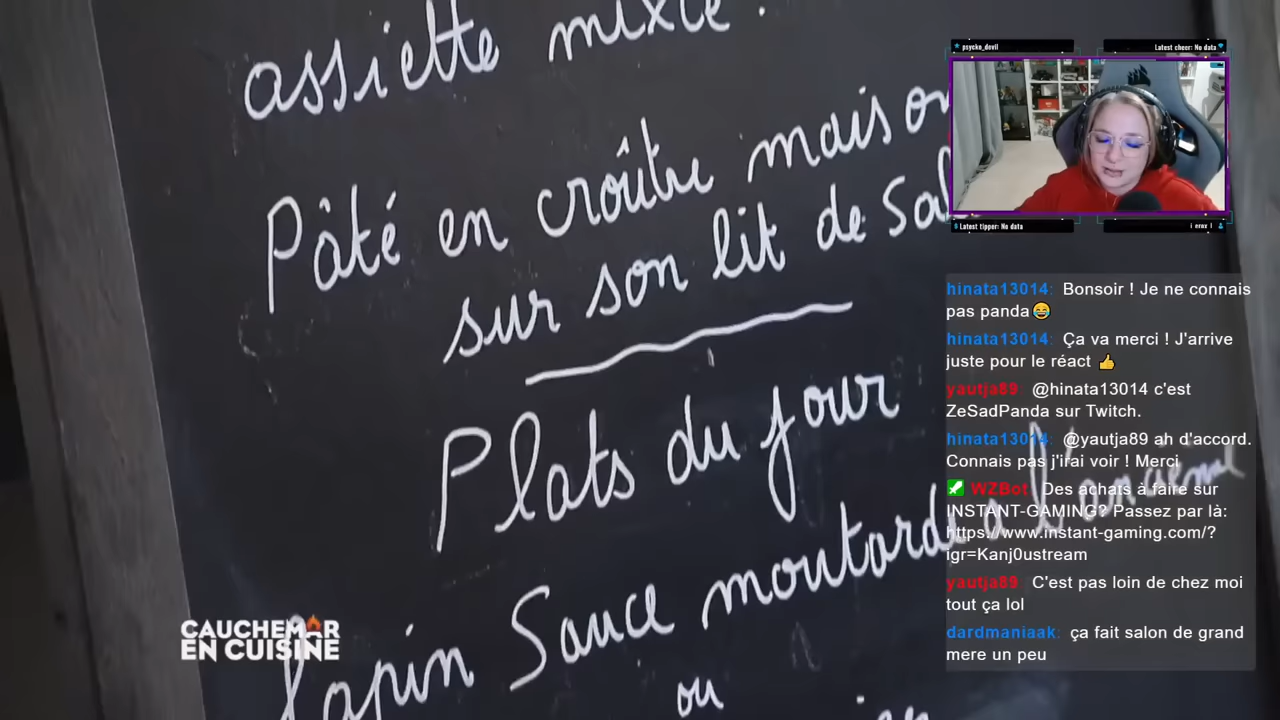 assiette mixte :
Pâté en croûte maison
sur son lit de Sal
Plats du jour
Lapin Sauce moutarde à l'ancienne
ou
CAUCHEMAR
EN CUISINE
psycko_devil
Latest cheer: No data
Latest tipper: No data
hinata13014: Bonsoir ! Je ne connais
pas panda😂
hinata13014: Ça va merci ! J'arrive
juste pour le réact 👍
yautja89: @hinata13014 c'est
ZeSadPanda sur Twitch.
hinata13014: @yautja89 ah d'accord.
Connais pas j'irai voir ! Merci
WZBot: Des achats à faire sur
INSTANT-GAMING? Passez par là:
https://www.instant-gaming.com/?
igr=Kanj0ustream
yautja89: C'est pas loin de chez moi
tout ça lol
dardmaniaak: ça fait salon de grand
mere un peu